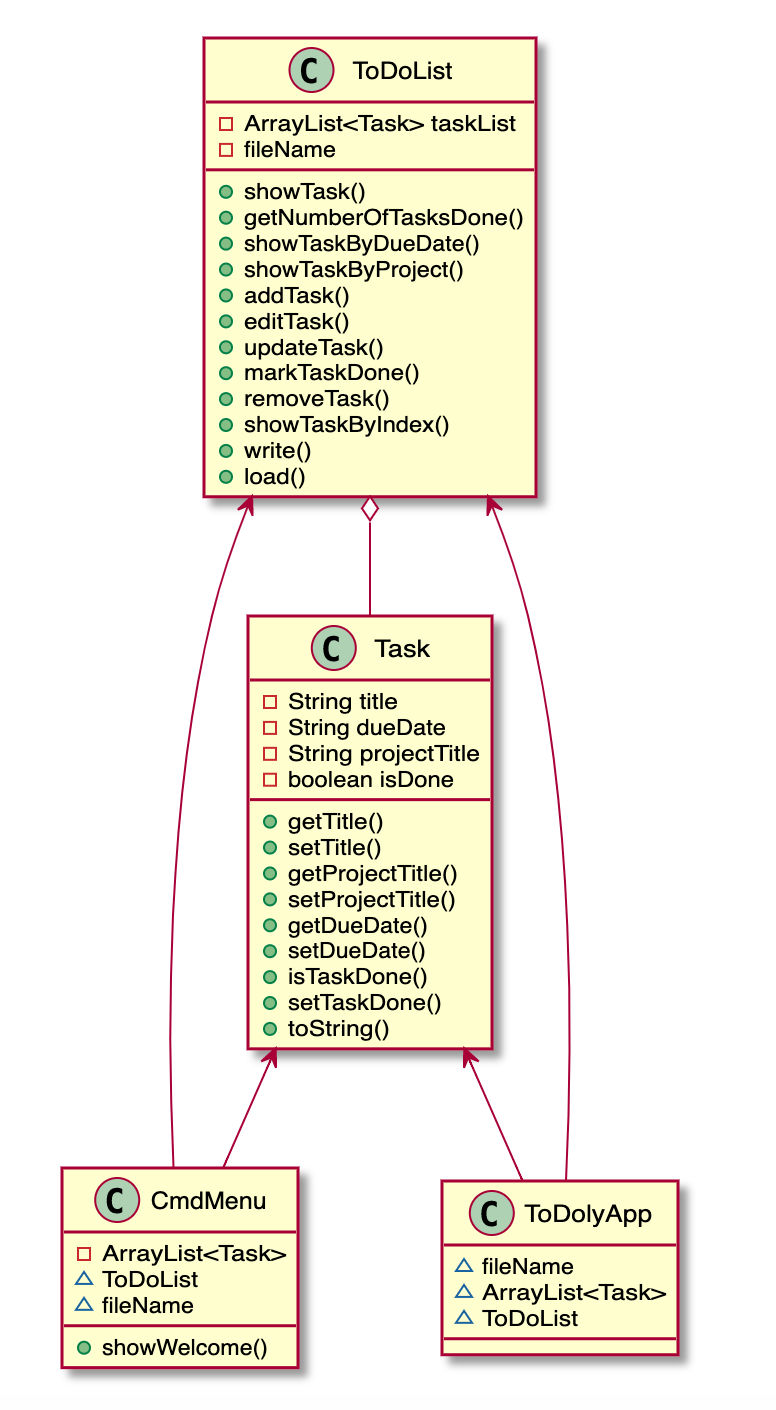 C ToDoList
ArrayList<Task> taskList
fileName
showTask()
getNumberOfTasksDone()
showTaskByDueDate()
showTaskByProject()
addTask()
editTask()
updateTask()
markTaskDone()
removeTask()
showTaskByIndex()
write()
load()
C Task
String title
String dueDate
String projectTitle
boolean isDone
getTitle()
setTitle()
getProjectTitle()
setProjectTitle()
getDueDate()
setDueDate()
isTaskDone()
setTaskDone()
toString()
C CmdMenu
ArrayList<Task>
ToDoList
fileName
showWelcome()
C ToDolyApp
fileName
ArrayList<Task>
ToDoList